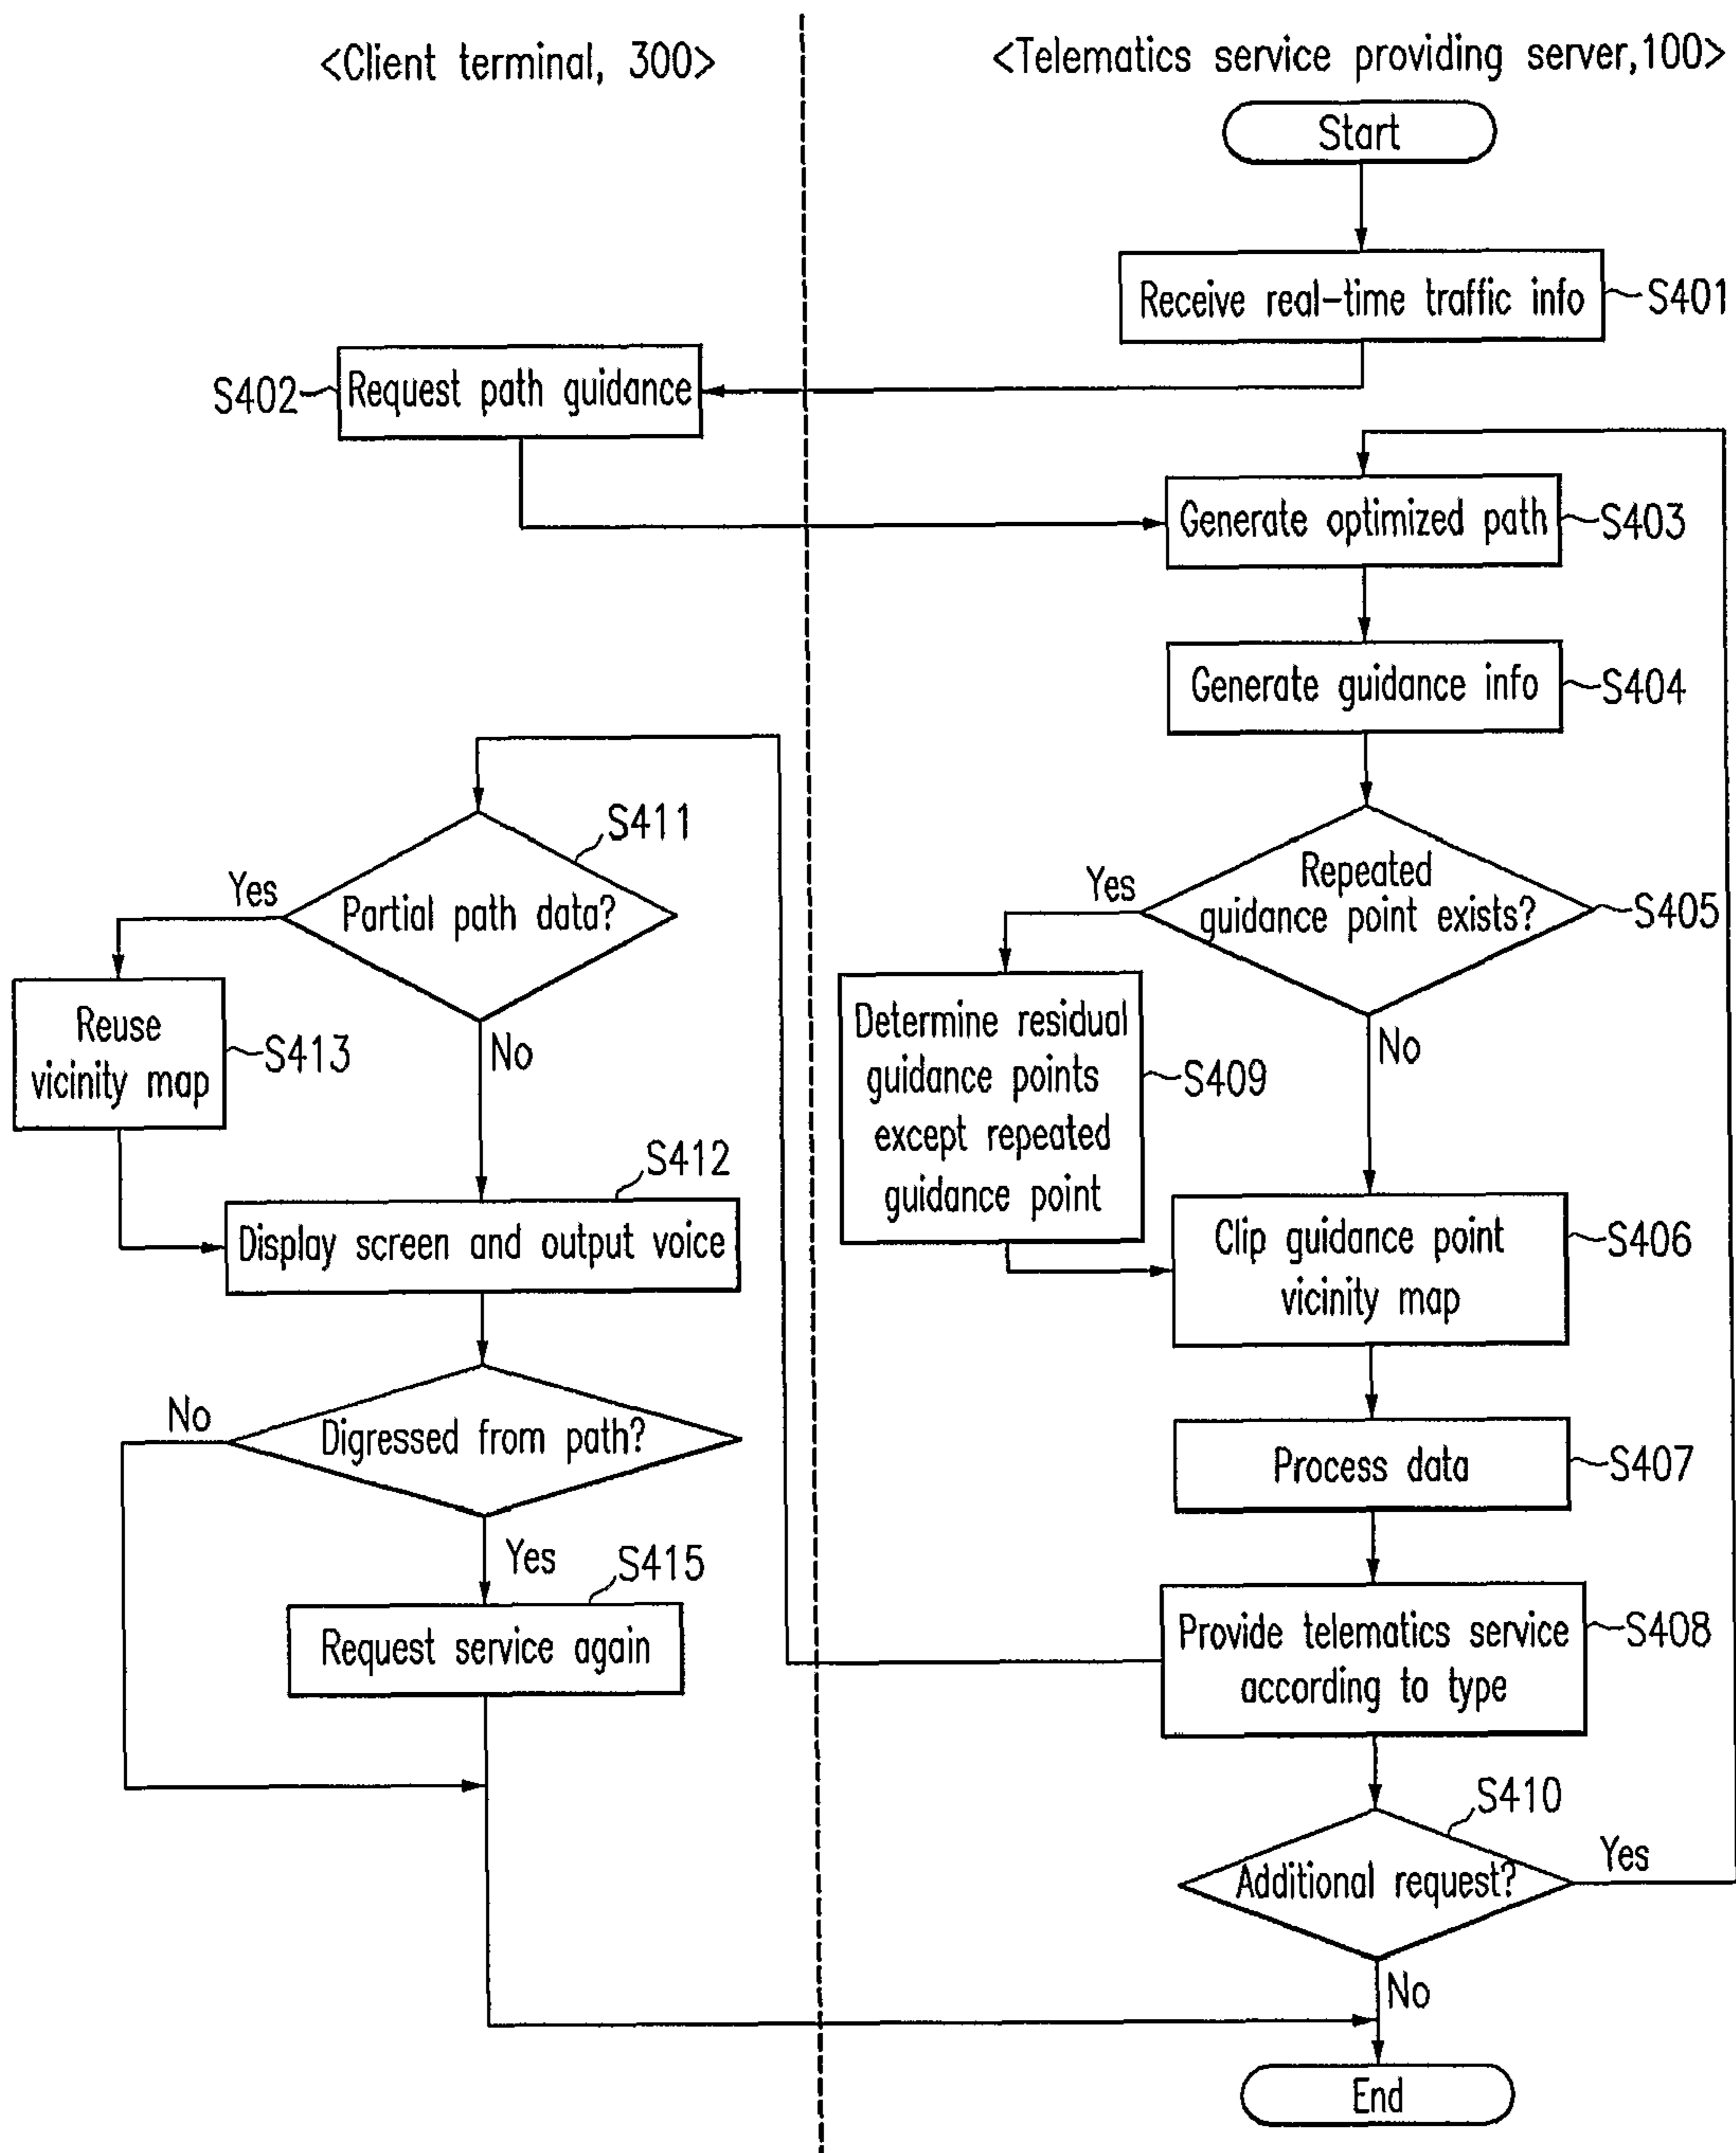 <Client terminal, 300>
<Telematics service providing server,100>
Start
Receive real-time traffic info
S401
S402
Request path guidance
Generate optimized path
S403
Generate guidance info
S404
S411
Yes
Partial path data?
Yes
Repeated
guidance point exists?
S405
Reuse
vicinity map
S413
No
Determine residual
guidance points
except repeated
guidance point
S409
No
S412
Display screen and output voice
Clip guidance point
vicinity map
S406
No
Digressed from path?
Process data
S407
Yes
S415
Request service again
Provide telematics service
according to type
S408
S410
Additional request?
Yes
No
End